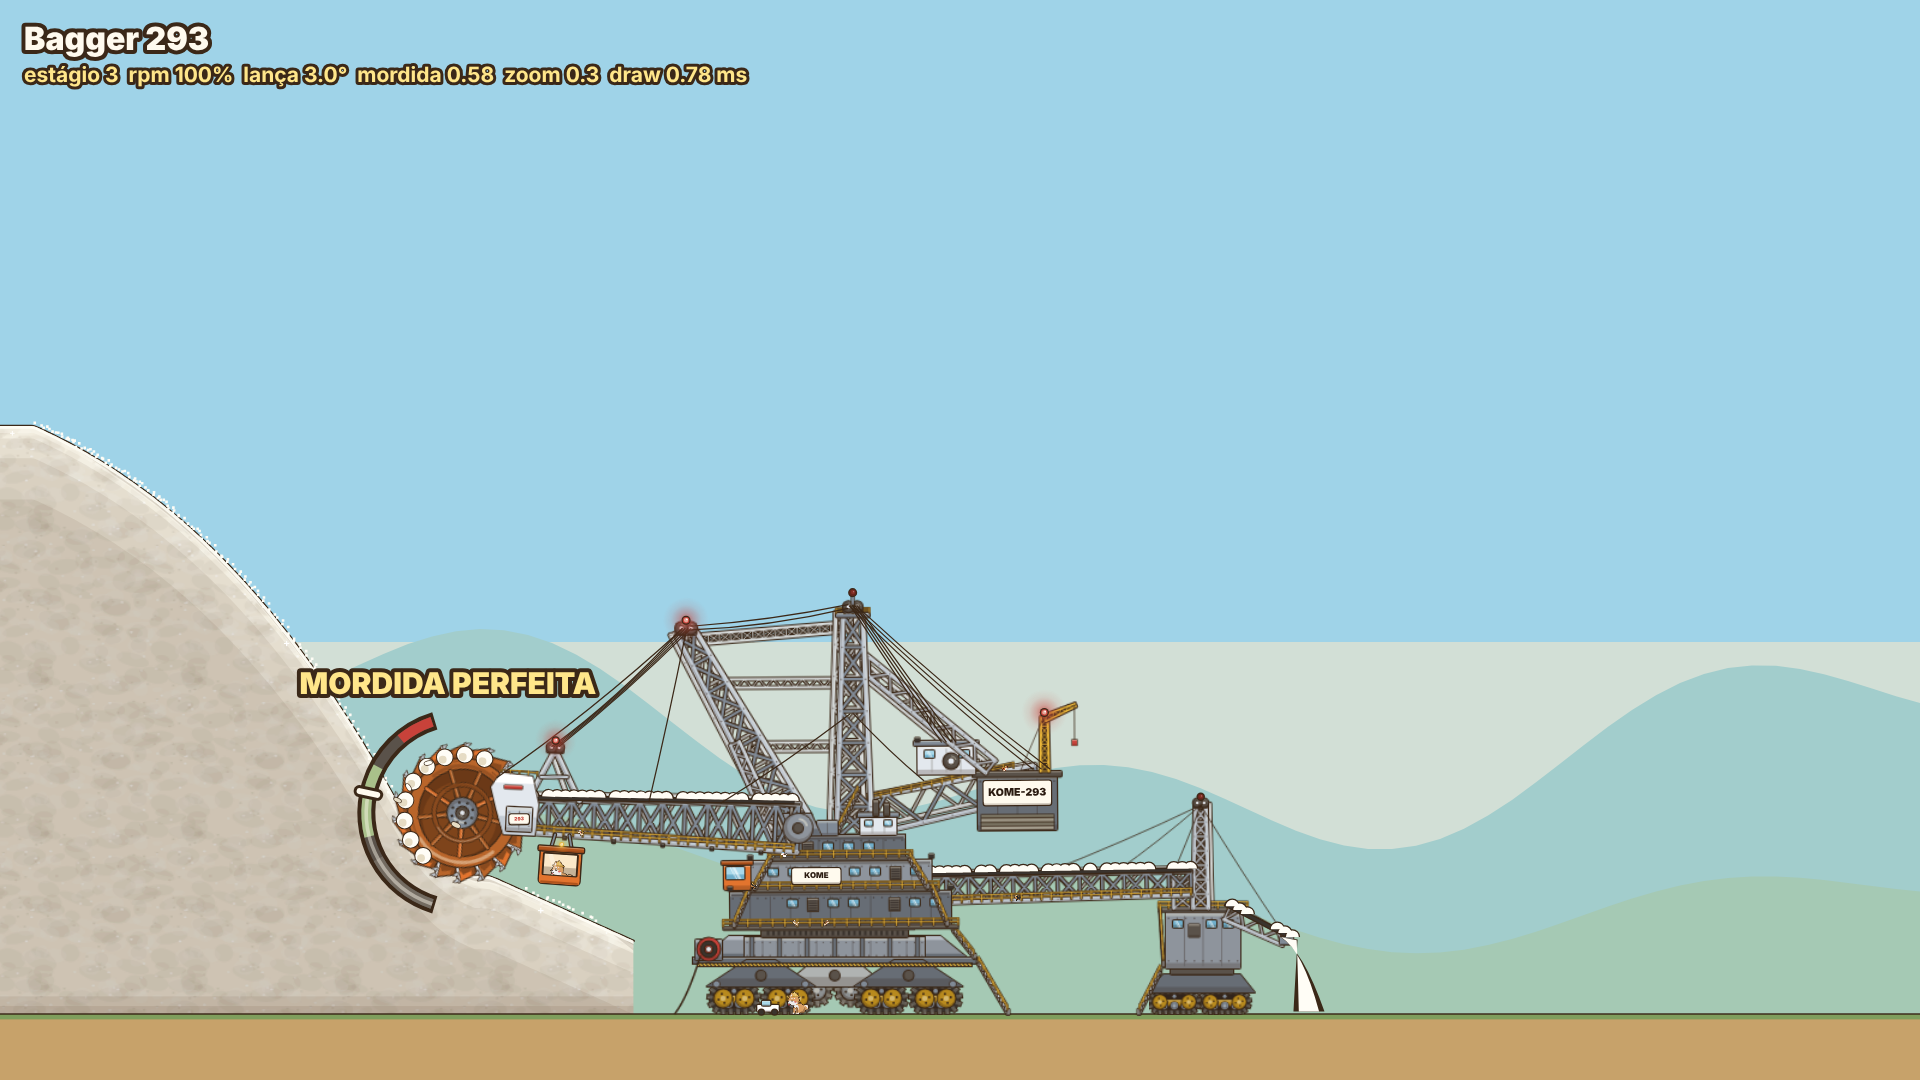 Bagger 293
estágio 3 rpm 100% lança 3.0° mordida 0.58 zoom 0.3 draw 0.78 ms
MORDIDA PERFEITA
KOME-293
293
KOME